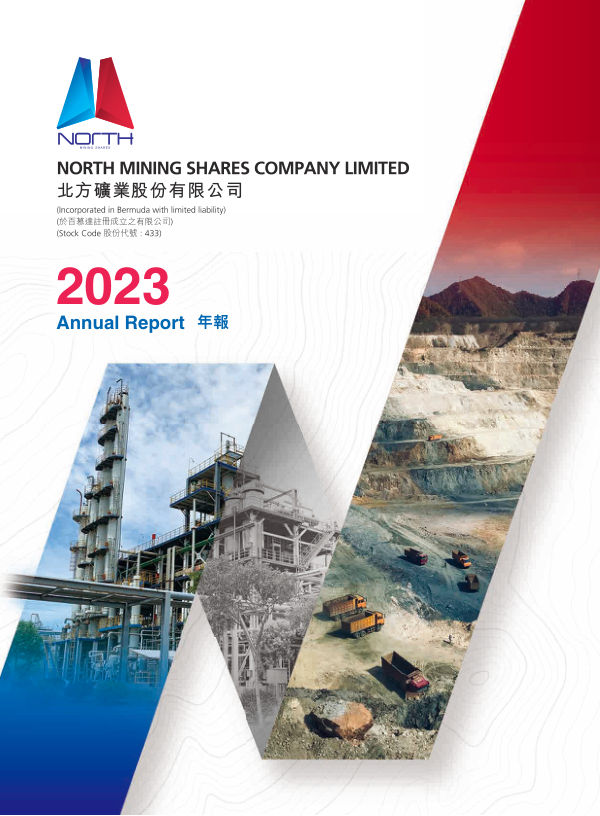 NORTH
MINING SHARES
NORTH MINING SHARES COMPANY LIMITED
北方礦業股份有限公司
(Incorporated in Bermuda with limited liability)
(於百慕達註冊成立之有限公司)
(Stock Code 股份代號 : 433)
2023
Annual Report 年報